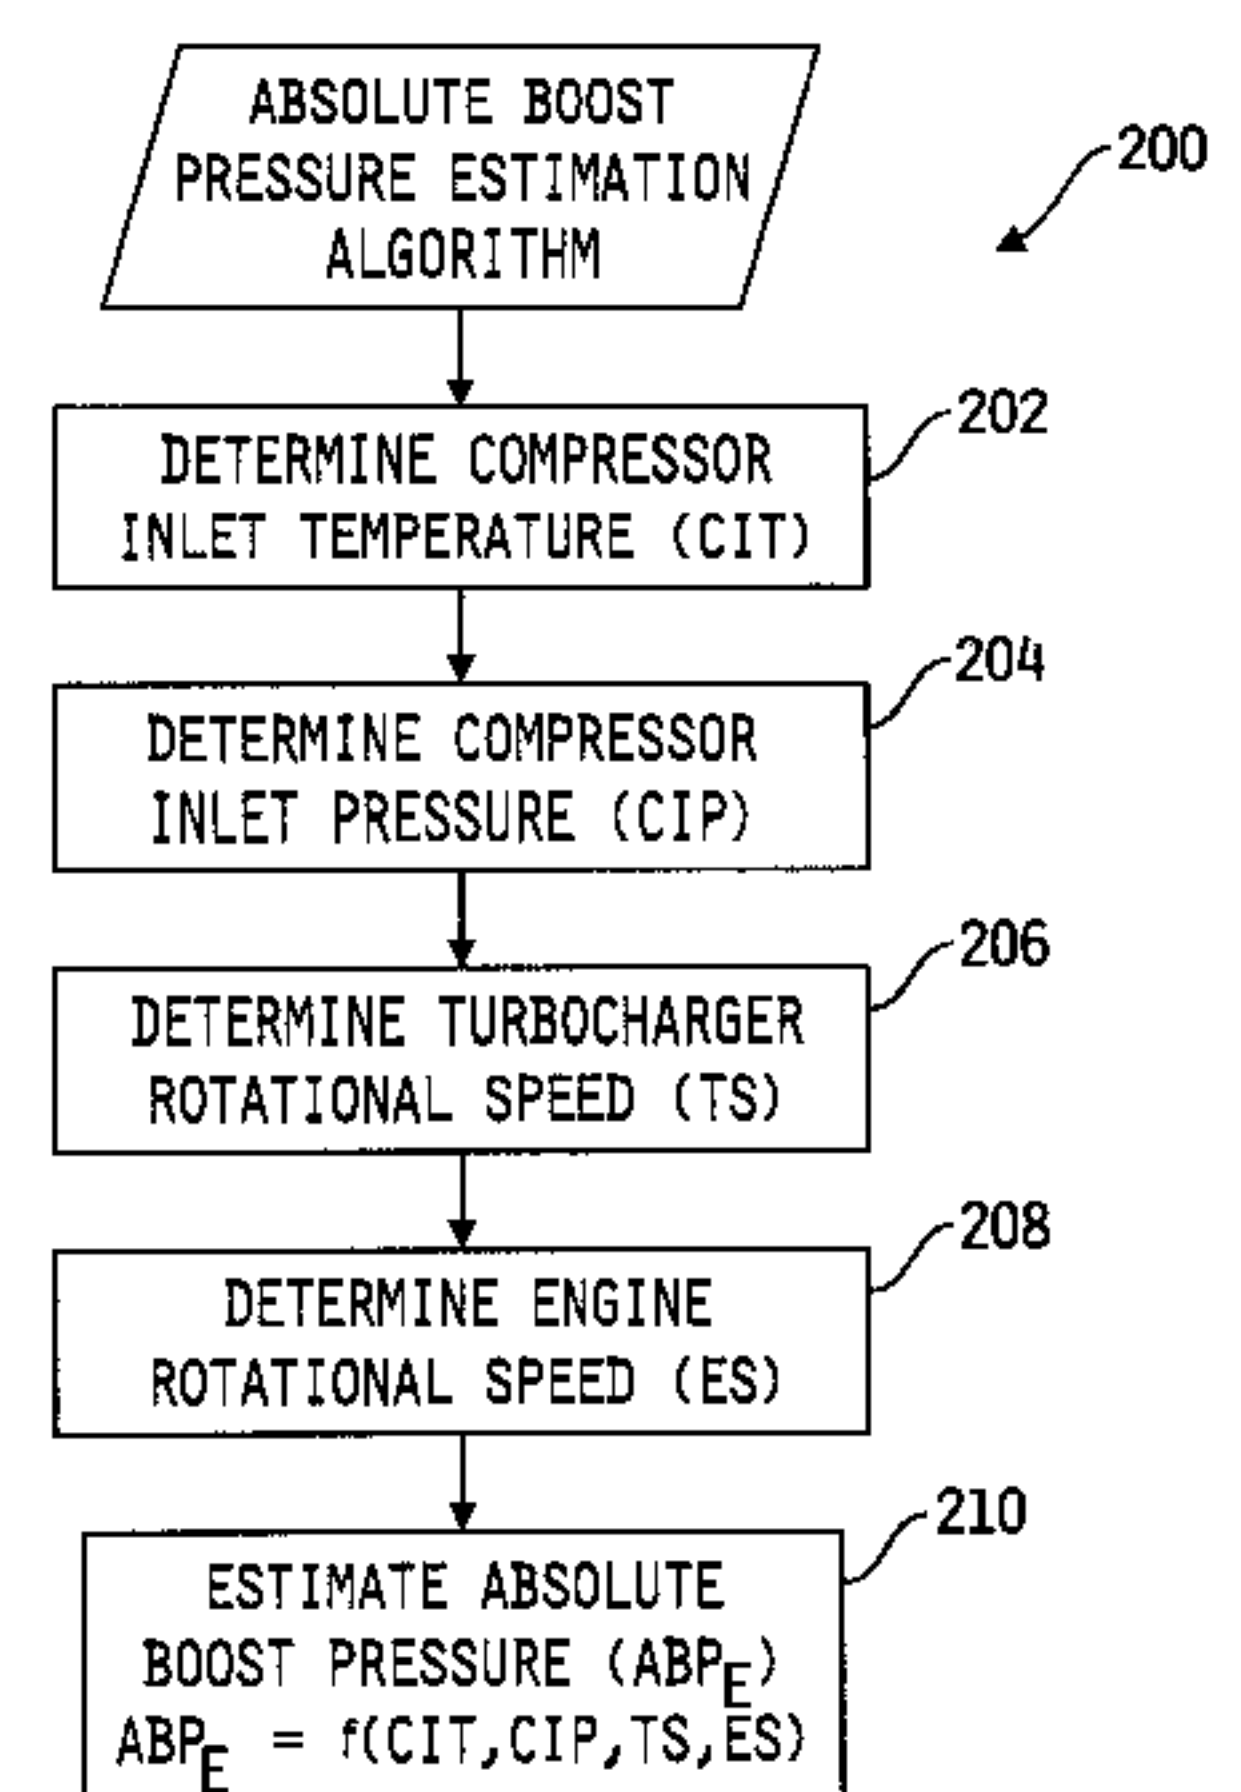 ABSOLUTE BOOST
PRESSURE ESTIMATION
ALGORITHM
200
DETERMINE COMPRESSOR
INLET TEMPERATURE (CIT)
202
DETERMINE COMPRESSOR
INLET PRESSURE (CIP)
204
DETERMINE TURBOCHARGER
ROTATIONAL SPEED (TS)
206
DETERMINE ENGINE
ROTATIONAL SPEED (ES)
208
ESTIMATE ABSOLUTE
BOOST PRESSURE (ABP_E)
ABP_E = f(CIT,CIP,TS,ES)
210